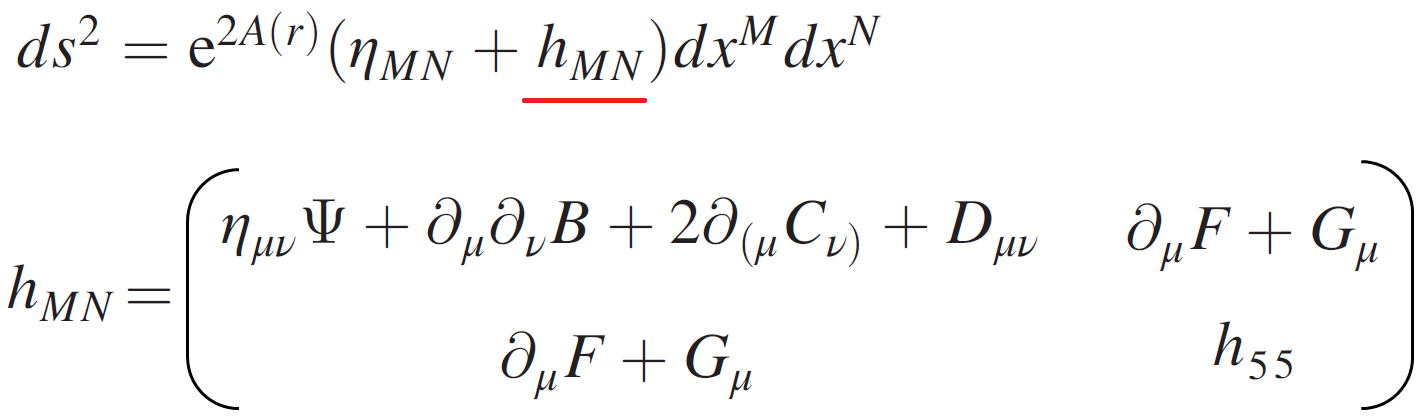 ds² = e^{2A(r)}(η_{MN} + h_{MN})dx^M dx^N
η_{μν}Ψ + ∂_μ∂_νB + 2∂_{(μ}C_{ν)} + D_{μν} ∂_μF + G_μ
h_{MN} =
∂_μF + G_μ h_{55}